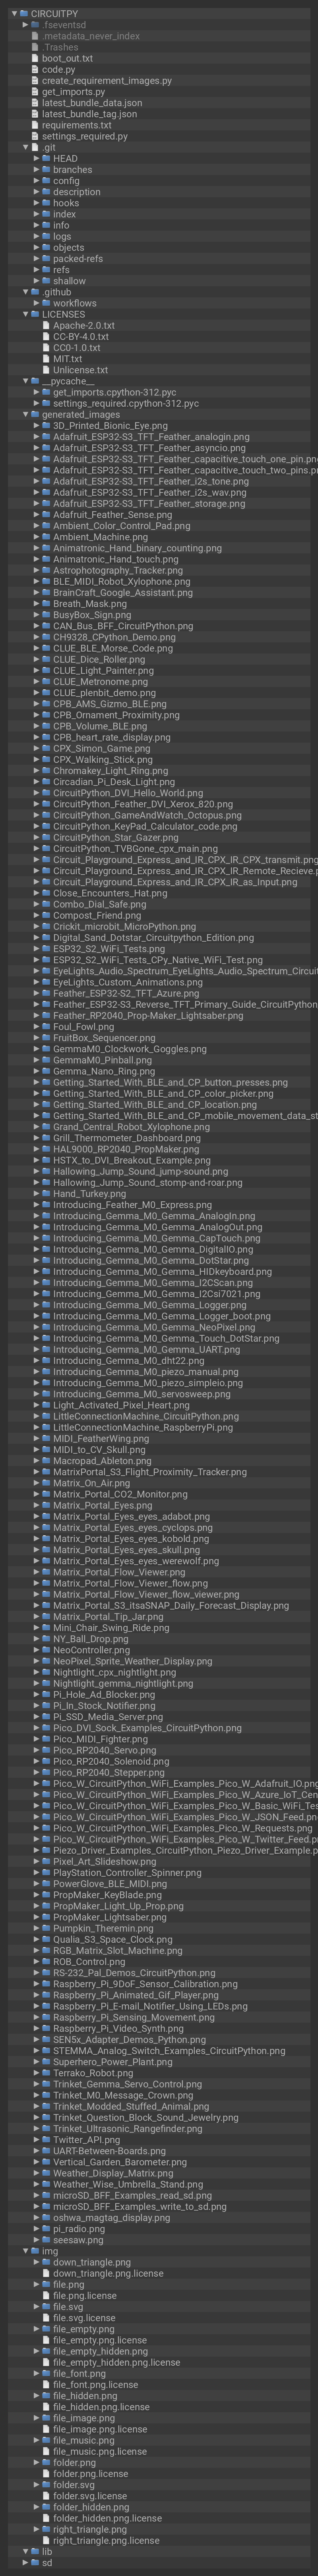 CIRCUITPY
.fseventsd
.metadata_never_index
.Trashes
boot_out.txt
code.py
create_requirement_images.py
get_imports.py
latest_bundle_data.json
latest_bundle_tag.json
requirements.txt
settings_required.py
.git
HEAD
branches
config
description
hooks
index
info
logs
objects
packed-refs
refs
shallow
.github
workflows
LICENSES
Apache-2.0.txt
CC-BY-4.0.txt
CC0-1.0.txt
MIT.txt
Unlicense.txt
__pycache__
get_imports.cpython-312.pyc
settings_required.cpython-312.pyc
generated_images
3D_Printed_Bionic_Eye.png
Adafruit_ESP32-S3_TFT_Feather_analogin.png
Adafruit_ESP32-S3_TFT_Feather_asyncio.png
Adafruit_ESP32-S3_TFT_Feather_capacitive_touch_one_pin.pn
Adafruit_ESP32-S3_TFT_Feather_capacitive_touch_two_pins.p
Adafruit_ESP32-S3_TFT_Feather_i2s_tone.png
Adafruit_ESP32-S3_TFT_Feather_i2s_wav.png
Adafruit_ESP32-S3_TFT_Feather_storage.png
Adafruit_Feather_Sense.png
Ambient_Color_Control_Pad.png
Ambient_Machine.png
Animatronic_Hand_binary_counting.png
Animatronic_Hand_touch.png
Astrophotography_Tracker.png
BLE_MIDI_Robot_Xylophone.png
BrainCraft_Google_Assistant.png
Breath_Mask.png
BusyBox_Sign.png
CAN_Bus_BFF_CircuitPython.png
CH9328_CPython_Demo.png
CLUE_BLE_Morse_Code.png
CLUE_Dice_Roller.png
CLUE_Light_Painter.png
CLUE_Metronome.png
CLUE_plenbit_demo.png
CPB_AMS_Gizmo_BLE.png
CPB_Ornament_Proximity.png
CPB_Volume_BLE.png
CPB_heart_rate_display.png
CPX_Simon_Game.png
CPX_Walking_Stick.png
Chromakey_Light_Ring.png
Circadian_Pi_Desk_Light.png
CircuitPython_DVI_Hello_World.png
CircuitPython_Feather_DVI_Xerox_820.png
CircuitPython_GameAndWatch_Octopus.png
CircuitPython_KeyPad_Calculator_code.png
CircuitPython_Star_Gazer.png
CircuitPython_TVBGone_cpx_main.png
Circuit_Playground_Express_and_IR_CPX_IR_CPX_transmit.png
Circuit_Playground_Express_and_IR_CPX_IR_Remote_Recieve.p
Circuit_Playground_Express_and_IR_CPX_IR_as_Input.png
Close_Encounters_Hat.png
Combo_Dial_Safe.png
Compost_Friend.png
Crickit_microbit_MicroPython.png
Digital_Sand_Dotstar_Circuitpython_Edition.png
ESP32_S2_WiFi_Tests.png
ESP32_S2_WiFi_Tests_CPy_Native_WiFi_Test.png
EyeLights_Audio_Spectrum_EyeLights_Audio_Spectrum_Circuit
EyeLights_Custom_Animations.png
Feather_ESP32-S2_TFT_Azure.png
Feather_ESP32-S3_Reverse_TFT_Primary_Guide_CircuitPython
Feather_RP2040_Prop-Maker_Lightsaber.png
Foul_Fowl.png
FruitBox_Sequencer.png
GemmaM0_Clockwork_Goggles.png
GemmaM0_Pinball.png
Gemma_Nano_Ring.png
Getting_Started_With_BLE_and_CP_button_presses.png
Getting_Started_With_BLE_and_CP_color_picker.png
Getting_Started_With_BLE_and_CP_location.png
Getting_Started_With_BLE_and_CP_mobile_movement_data_st
Grand_Central_Robot_Xylophone.png
Grill_Thermometer_Dashboard.png
HAL9000_RP2040_PropMaker.png
HSTX_to_DVI_Breakout_Example.png
Hallowing_Jump_Sound_jump-sound.png
Hallowing_Jump_Sound_stomp-and-roar.png
Hand_Turkey.png
Introducing_Feather_M0_Express.png
Introducing_Gemma_M0_Gemma_AnalogIn.png
Introducing_Gemma_M0_Gemma_AnalogOut.png
Introducing_Gemma_M0_Gemma_CapTouch.png
Introducing_Gemma_M0_Gemma_DigitalIO.png
Introducing_Gemma_M0_Gemma_DotStar.png
Introducing_Gemma_M0_Gemma_HIDkeyboard.png
Introducing_Gemma_M0_Gemma_I2CScan.png
Introducing_Gemma_M0_Gemma_I2Csi7021.png
Introducing_Gemma_M0_Gemma_Logger.png
Introducing_Gemma_M0_Gemma_Logger_boot.png
Introducing_Gemma_M0_Gemma_NeoPixel.png
Introducing_Gemma_M0_Gemma_Touch_DotStar.png
Introducing_Gemma_M0_Gemma_UART.png
Introducing_Gemma_M0_dht22.png
Introducing_Gemma_M0_piezo_manual.png
Introducing_Gemma_M0_piezo_simpleio.png
Introducing_Gemma_M0_servosweep.png
Light_Activated_Pixel_Heart.png
LittleConnectionMachine_CircuitPython.png
LittleConnectionMachine_RaspberryPi.png
MIDI_FeatherWing.png
MIDI_to_CV_Skull.png
Macropad_Ableton.png
MatrixPortal_S3_Flight_Proximity_Tracker.png
Matrix_On_Air.png
Matrix_Portal_CO2_Monitor.png
Matrix_Portal_Eyes.png
Matrix_Portal_Eyes_eyes_adabot.png
Matrix_Portal_Eyes_eyes_cyclops.png
Matrix_Portal_Eyes_eyes_kobold.png
Matrix_Portal_Eyes_eyes_skull.png
Matrix_Portal_Eyes_eyes_werewolf.png
Matrix_Portal_Flow_Viewer.png
Matrix_Portal_Flow_Viewer_flow.png
Matrix_Portal_Flow_Viewer_flow_viewer.png
Matrix_Portal_S3_itsaSNAP_Daily_Forecast_Display.png
Matrix_Portal_Tip_Jar.png
Mini_Chair_Swing_Ride.png
NY_Ball_Drop.png
NeoController.png
NeoPixel_Sprite_Weather_Display.png
Nightlight_cpx_nightlight.png
Nightlight_gemma_nightlight.png
Pi_Hole_Ad_Blocker.png
Pi_In_Stock_Notifier.png
Pi_SSD_Media_Server.png
Pico_DVI_Sock_Examples_CircuitPython.png
Pico_MIDI_Fighter.png
Pico_RP2040_Servo.png
Pico_RP2040_Solenoid.png
Pico_RP2040_Stepper.png
Pico_W_CircuitPython_WiFi_Examples_Pico_W_Adafruit_IO.png
Pico_W_CircuitPython_WiFi_Examples_Pico_W_Azure_IoT_Cen
Pico_W_CircuitPython_WiFi_Examples_Pico_W_Basic_WiFi_Tes
Pico_W_CircuitPython_WiFi_Examples_Pico_W_JSON_Feed.pn
Pico_W_CircuitPython_WiFi_Examples_Pico_W_Requests.png
Pico_W_CircuitPython_WiFi_Examples_Pico_W_Twitter_Feed.pn
Piezo_Driver_Examples_CircuitPython_Piezo_Driver_Example.p
Pixel_Art_Slideshow.png
PlayStation_Controller_Spinner.png
PowerGlove_BLE_MIDI.png
PropMaker_KeyBlade.png
PropMaker_Light_Up_Prop.png
PropMaker_Lightsaber.png
Pumpkin_Theremin.png
Qualia_S3_Space_Clock.png
RGB_Matrix_Slot_Machine.png
ROB_Control.png
RS-232_Pal_Demos_CircuitPython.png
Raspberry_Pi_9DoF_Sensor_Calibration.png
Raspberry_Pi_Animated_Gif_Player.png
Raspberry_Pi_E-mail_Notifier_Using_LEDs.png
Raspberry_Pi_Sensing_Movement.png
Raspberry_Pi_Video_Synth.png
SEN5x_Adapter_Demos_Python.png
STEMMA_Analog_Switch_Examples_CircuitPython.png
Superhero_Power_Plant.png
Terrako_Robot.png
Trinket_Gemma_Servo_Control.png
Trinket_M0_Message_Crown.png
Trinket_Modded_Stuffed_Animal.png
Trinket_Question_Block_Sound_Jewelry.png
Trinket_Ultrasonic_Rangefinder.png
Twitter_API.png
UART-Between-Boards.png
Vertical_Garden_Barometer.png
Weather_Display_Matrix.png
Weather_Wise_Umbrella_Stand.png
microSD_BFF_Examples_read_sd.png
microSD_BFF_Examples_write_to_sd.png
oshwa_magtag_display.png
pi_radio.png
seesaw.png
img
down_triangle.png
down_triangle.png.license
file.png
file.png.license
file.svg
file.svg.license
file_empty.png
file_empty.png.license
file_empty_hidden.png
file_empty_hidden.png.license
file_font.png
file_font.png.license
file_hidden.png
file_hidden.png.license
file_image.png
file_image.png.license
file_music.png
file_music.png.license
folder.png
folder.png.license
folder.svg
folder.svg.license
folder_hidden.png
folder_hidden.png.license
right_triangle.png
right_triangle.png.license
lib
sd